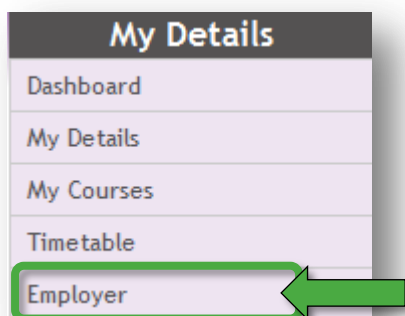 My Details
Dashboard
My Details
My Courses
Timetable
Employer